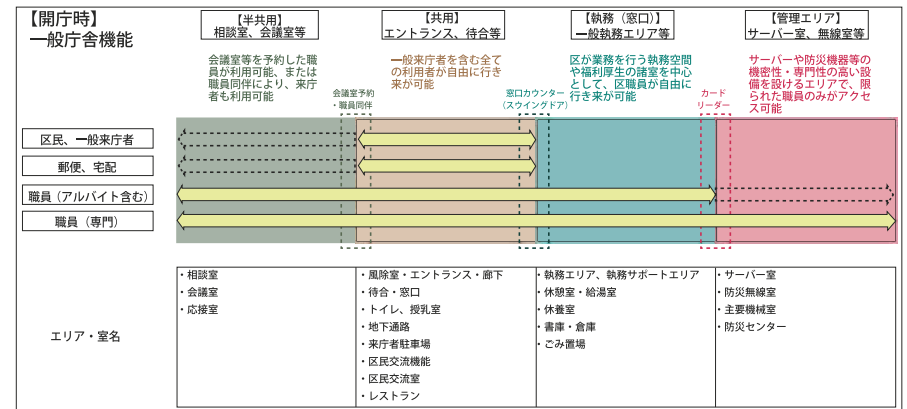 【開庁時】
一般庁舎機能
【半共用】
相談室、会議室等
【共用】
エントランス、待合等
【執務（窓口）】
一般執務エリア等
【管理エリア】
サーバー室、無線室等
会議室等を予約した職
員が利用可能、または
職員同伴により、来庁
者も利用可能
一般来庁者を含む全て
の利用者が自由に行き
来が可能
区が業務を行う執務空間
や福利厚生の諸室を中心
として、区職員が自由に
行き来が可能
サーバーや防災機器等の
機密性・専門性の高い設
備を設けるエリアで、限
られた職員のみがアクセ
ス可能
会議室予約
・職員同伴
窓口カウンター
（スウイングドア）
カード
リーダー
区民、一般来庁者
郵便、宅配
職員（アルバイト含む）
職員（専門）
エリア・室名
・相談室
・会議室
・応接室
・風除室・エントランス・廊下
・待合・窓口
・トイレ、授乳室
・地下通路
・来庁者駐車場
・区民交流機能
・区民交流室
・レストラン
・執務エリア、執務サポートエリア
・休憩室・給湯室
・休養室
・書庫・倉庫
・ごみ置場
・サーバー室
・防災無線室
・主要機械室
・防災センター